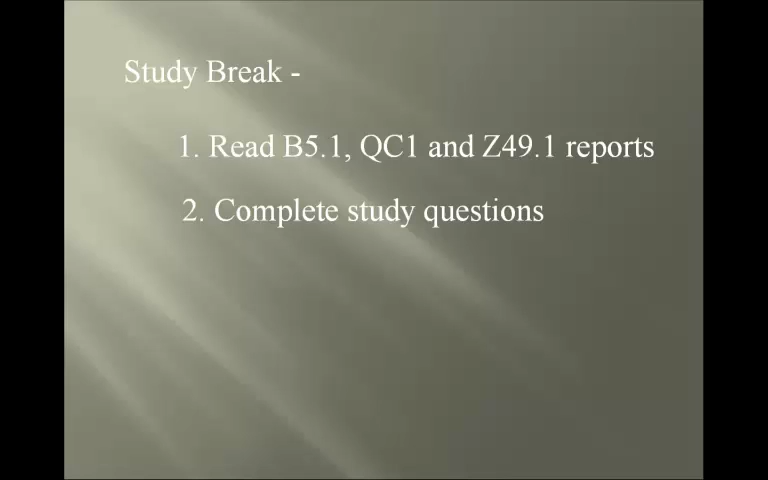 Study Break -
1. Read B5.1, QC1 and Z49.1 reports
2. Complete study questions